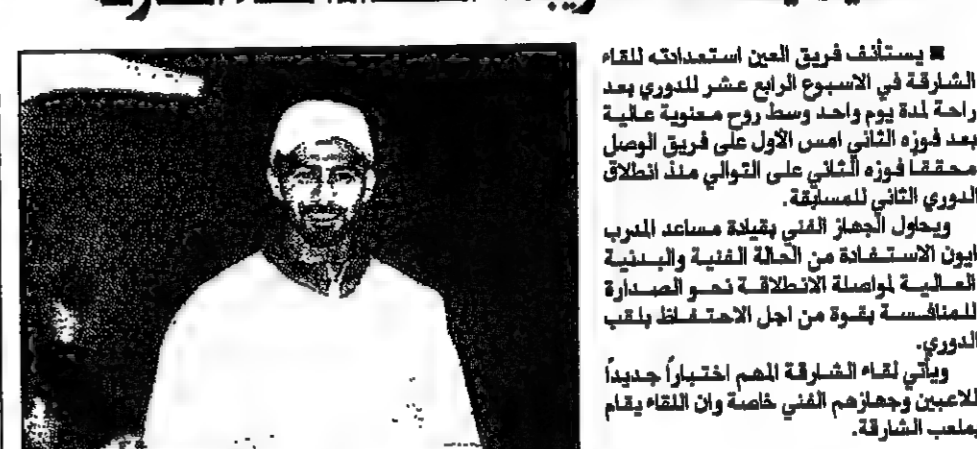 ■ يستأنف فريق العين استعداداته للقاء
الشارقة في الاسبوع الرابع عشر للدوري بعد
راحة لمدة يوم واحد وسط روح معنوية عالية
بعد فوزه الثاني امس الأول على فريق الوصل
محققا فوزه الثاني على التوالي منذ انطلاق
الدوري الثاني للمسابقة.
ويحاول الجهاز الفني بقيادة مساعد المدرب
ايون الاستفادة من الحالة الفنية والبدنية
العالية لمواصلة الانطلاقة نحو الصدارة
للمنافسة بقوة من اجل الاحتفاظ بلقب
الدوري.
ويأتي لقاء الشارقة المهم اختباراً جديداً
للاعبين وجهازهم الفني خاصة وان اللقاء يقام
بملعب الشارقة.